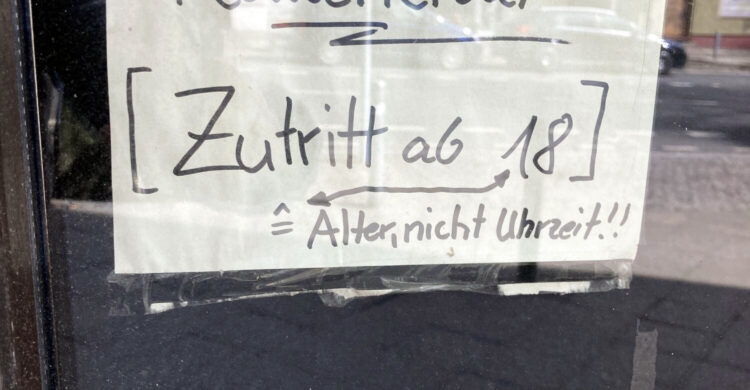 [Zutritt ab 18]
≙ Alter, nicht Uhrzeit!!